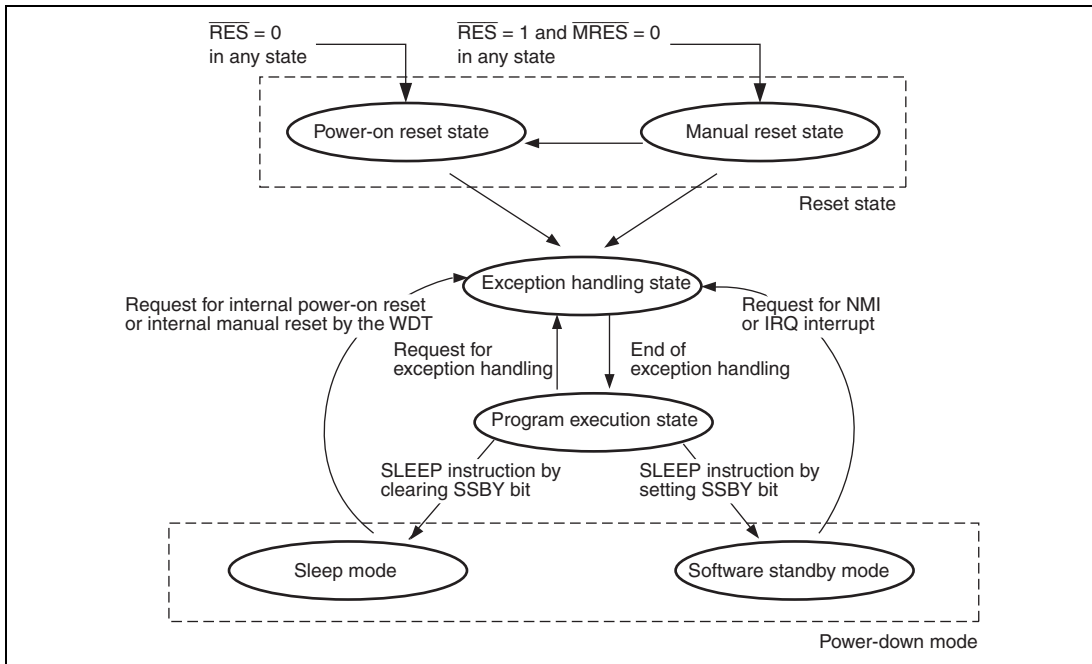 R̅E̅S̅ = 0
in any state
R̅E̅S̅ = 1 and M̅R̅E̅S̅ = 0
in any state
Power-on reset state
Manual reset state
Reset state
Exception handling state
Request for internal power-on reset
or internal manual reset by the WDT
Request for NMI
or IRQ interrupt
Request for
exception handling
End of
exception handling
Program execution state
SLEEP instruction by
clearing SSBY bit
SLEEP instruction by
setting SSBY bit
Sleep mode
Software standby mode
Power-down mode